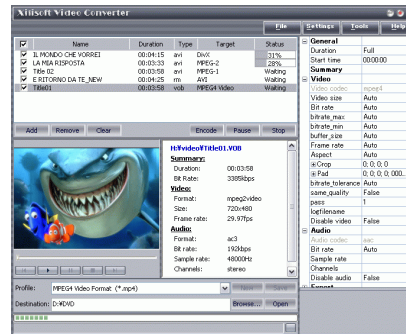 Xilisoft Video Converter
File Settings Tools Help
Name Duration Type Target Status
IL MONDO CHE VORREI 00:04:15 avi DivX 31%
LA MIA RISPOSTA 00:03:33 avi MPEG-2 28%
Title 02 00:03:58 avi MPEG-1 Waiting
E RITORNO DA TE_NEW 00:04:25 rm AVI Waiting
Title01 00:03:58 vob MPEG4 Video Waiting
Add Remove Clear Encode Pause Stop
H:¥video¥Title01.VOB
Summary:
Duration: 00:03:58
Bit Rate: 3385kbps
Video:
Format: mpeg2video
Size: 720x480
Frame rate: 29.97fps
Audio:
Format: ac3
Bit rate: 192kbps
Sample rate: 48000Hz
Channels: stereo
Profile: MPEG4 Video Format (*.mp4) New Save
Destination: D:¥DVD Browse... Open
General
Duration Full
Start time 00:00:00
Summary
Video
Video codec mpeg4
Video size Auto
Bit rate Auto
bitrate_max Auto
bitrate_min Auto
buffer_size Auto
Frame rate Auto
Aspect Auto
Crop 0; 0; 0; 0
Pad 0; 0; 0; 0; 000...
bitrate_tolerance Auto
same_quality False
pass 1
logfilename
Disable video False
Audio
Audio codec aac
Bit rate Auto
Sample rate
Channels
Disable audio False
Export